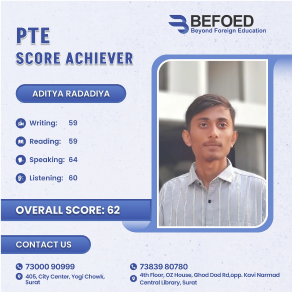 BEFOED
Beyond Foreign Education
PTE
SCORE ACHIEVER
ADITYA RADADIYA
Writing: 59
Reading: 59
Speaking: 64
Listening: 60
OVERALL SCORE: 62
CONTACT US
73000 90999
405, City Center, Yogi Chowk,
Surat
73839 80780
4th Floor, OZ House, Ghod Dod Rd,opp. Kavi Narmad
Central Library, Surat